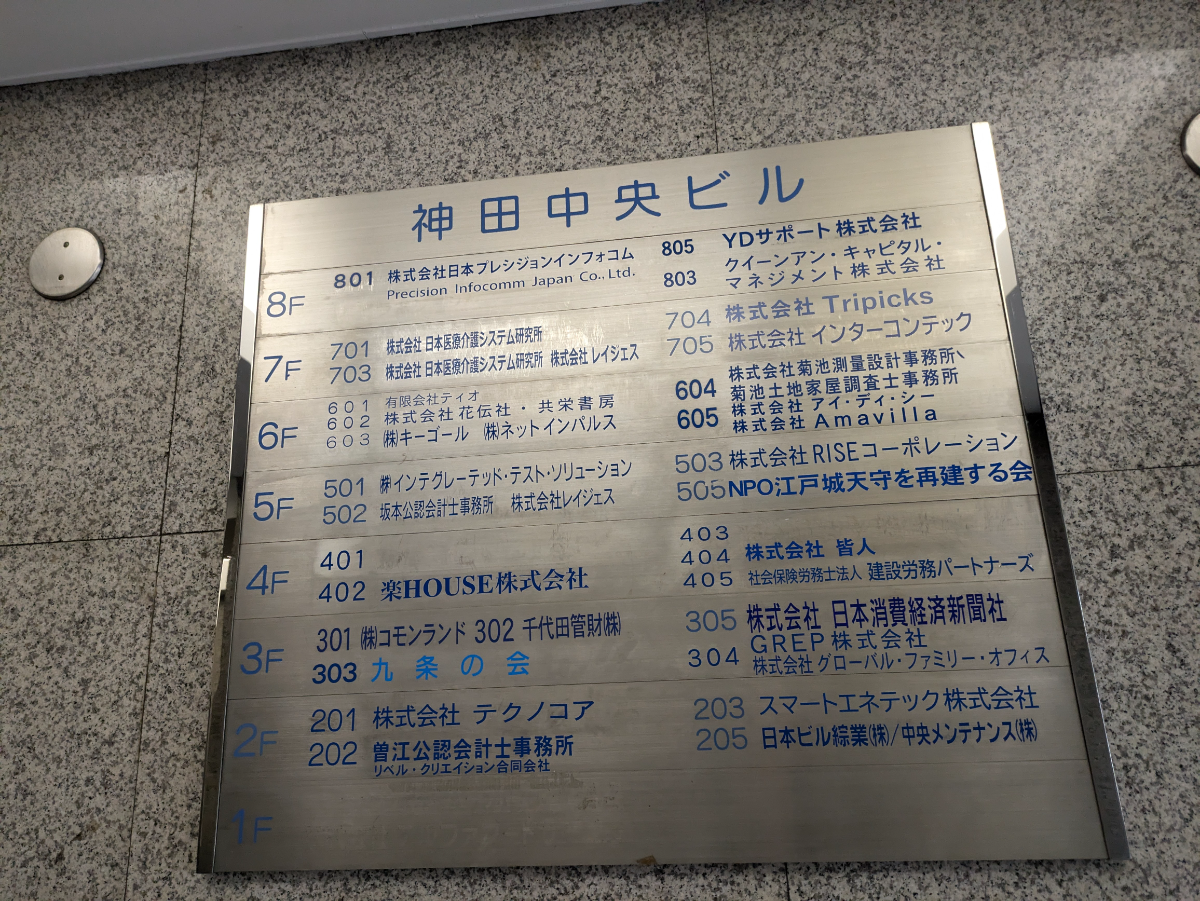 神田中央ビル
8F
801 株式会社日本プレシジョンインフォコム
Precision Infocomm Japan Co., Ltd.
805 YDサポート株式会社
803 クイーンアン・キャピタル・
マネジメント株式会社
7F
701 株式会社 日本医療介護システム研究所
703 株式会社 日本医療介護システム研究所 株式会社 レイジェス
704 株式会社 Tripicks
705 株式会社 インターコンテック
6F
601 有限会社ティオ
602 株式会社花伝社・共栄書房
603 ㈱キーゴール ㈱ネットインパルス
604 株式会社菊池測量設計事務所、
菊池土地家屋調査士事務所
605 株式会社 アイ・ディ・シー
株式会社 Amavilla
5F
501 ㈱インテグレーテッド・テスト・ソリューション
502 坂本公認会計士事務所 株式会社レイジェス
503 株式会社RISEコーポレーション
505 NPO江戸城天守を再建する会
4F
401
402 楽HOUSE株式会社
403
404 株式会社 皆人
405 社会保険労務士法人 建設労務パートナーズ
3F
301 ㈱コモンランド 302 千代田管財㈱
303 九条の会
305 株式会社 日本消費経済新聞社
GREP株式会社
304 株式会社 グローバル・ファミリー・オフィス
2F
201 株式会社 テクノコア
202 曽江公認会計士事務所
リベル・クリエイション合同会社
203 スマートエネテック株式会社
205 日本ビル綜業㈱/中央メンテナンス㈱
1F